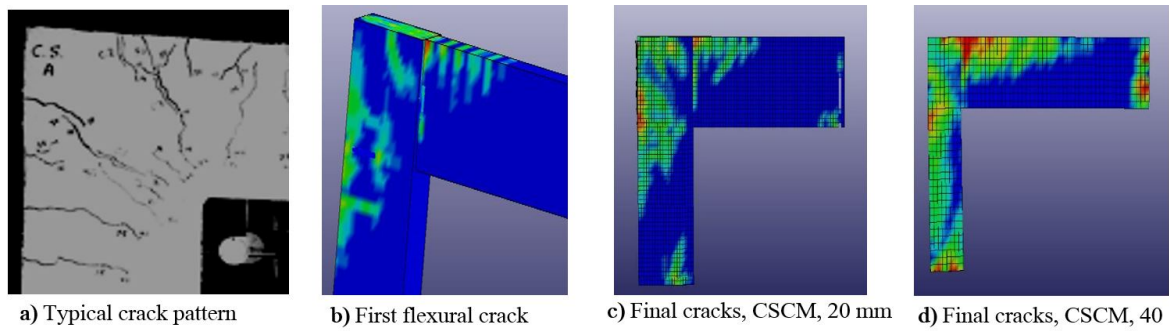 C.S.
A
a) Typical crack pattern
b) First flexural crack
c) Final cracks, CSCM, 20 mm
d) Final cracks, CSCM, 40